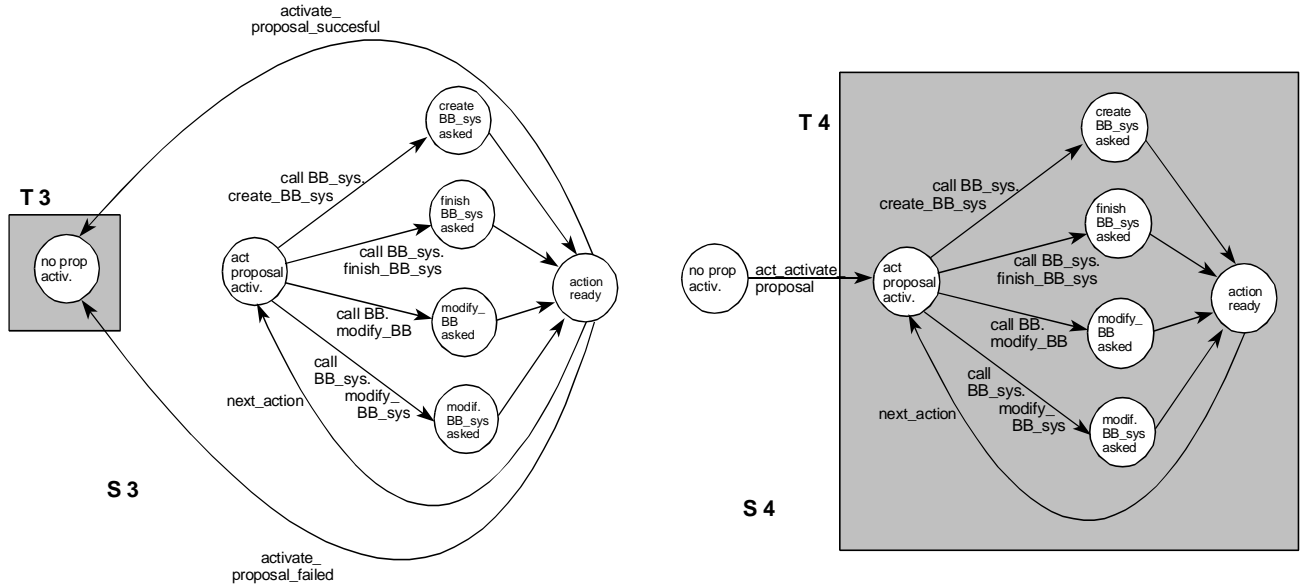 activate_
proposal_succesful
create
BB_sys
asked
call BB_sys.
create_BB_sys
T 3
finish
BB_sys
asked
no prop
activ.
act
proposal
activ.
call BB_sys.
finish_BB_sys
action
ready
call BB.
modify_BB
modify_
BB
asked
call
BB_sys.
modify_
BB_sys
next_action
modif.
BB_sys
asked
S 3
activate_
proposal_failed
T 4
create
BB_sys
asked
call BB_sys.
create_BB_sys
finish
BB_sys
asked
no prop
activ.
act_activate_
proposal
act
proposal
activ.
call BB_sys.
finish_BB_sys
action
ready
call BB.
modify_BB
modify_
BB
asked
call
BB_sys.
modify_
BB_sys
next_action
modif.
BB_sys
asked
S 4